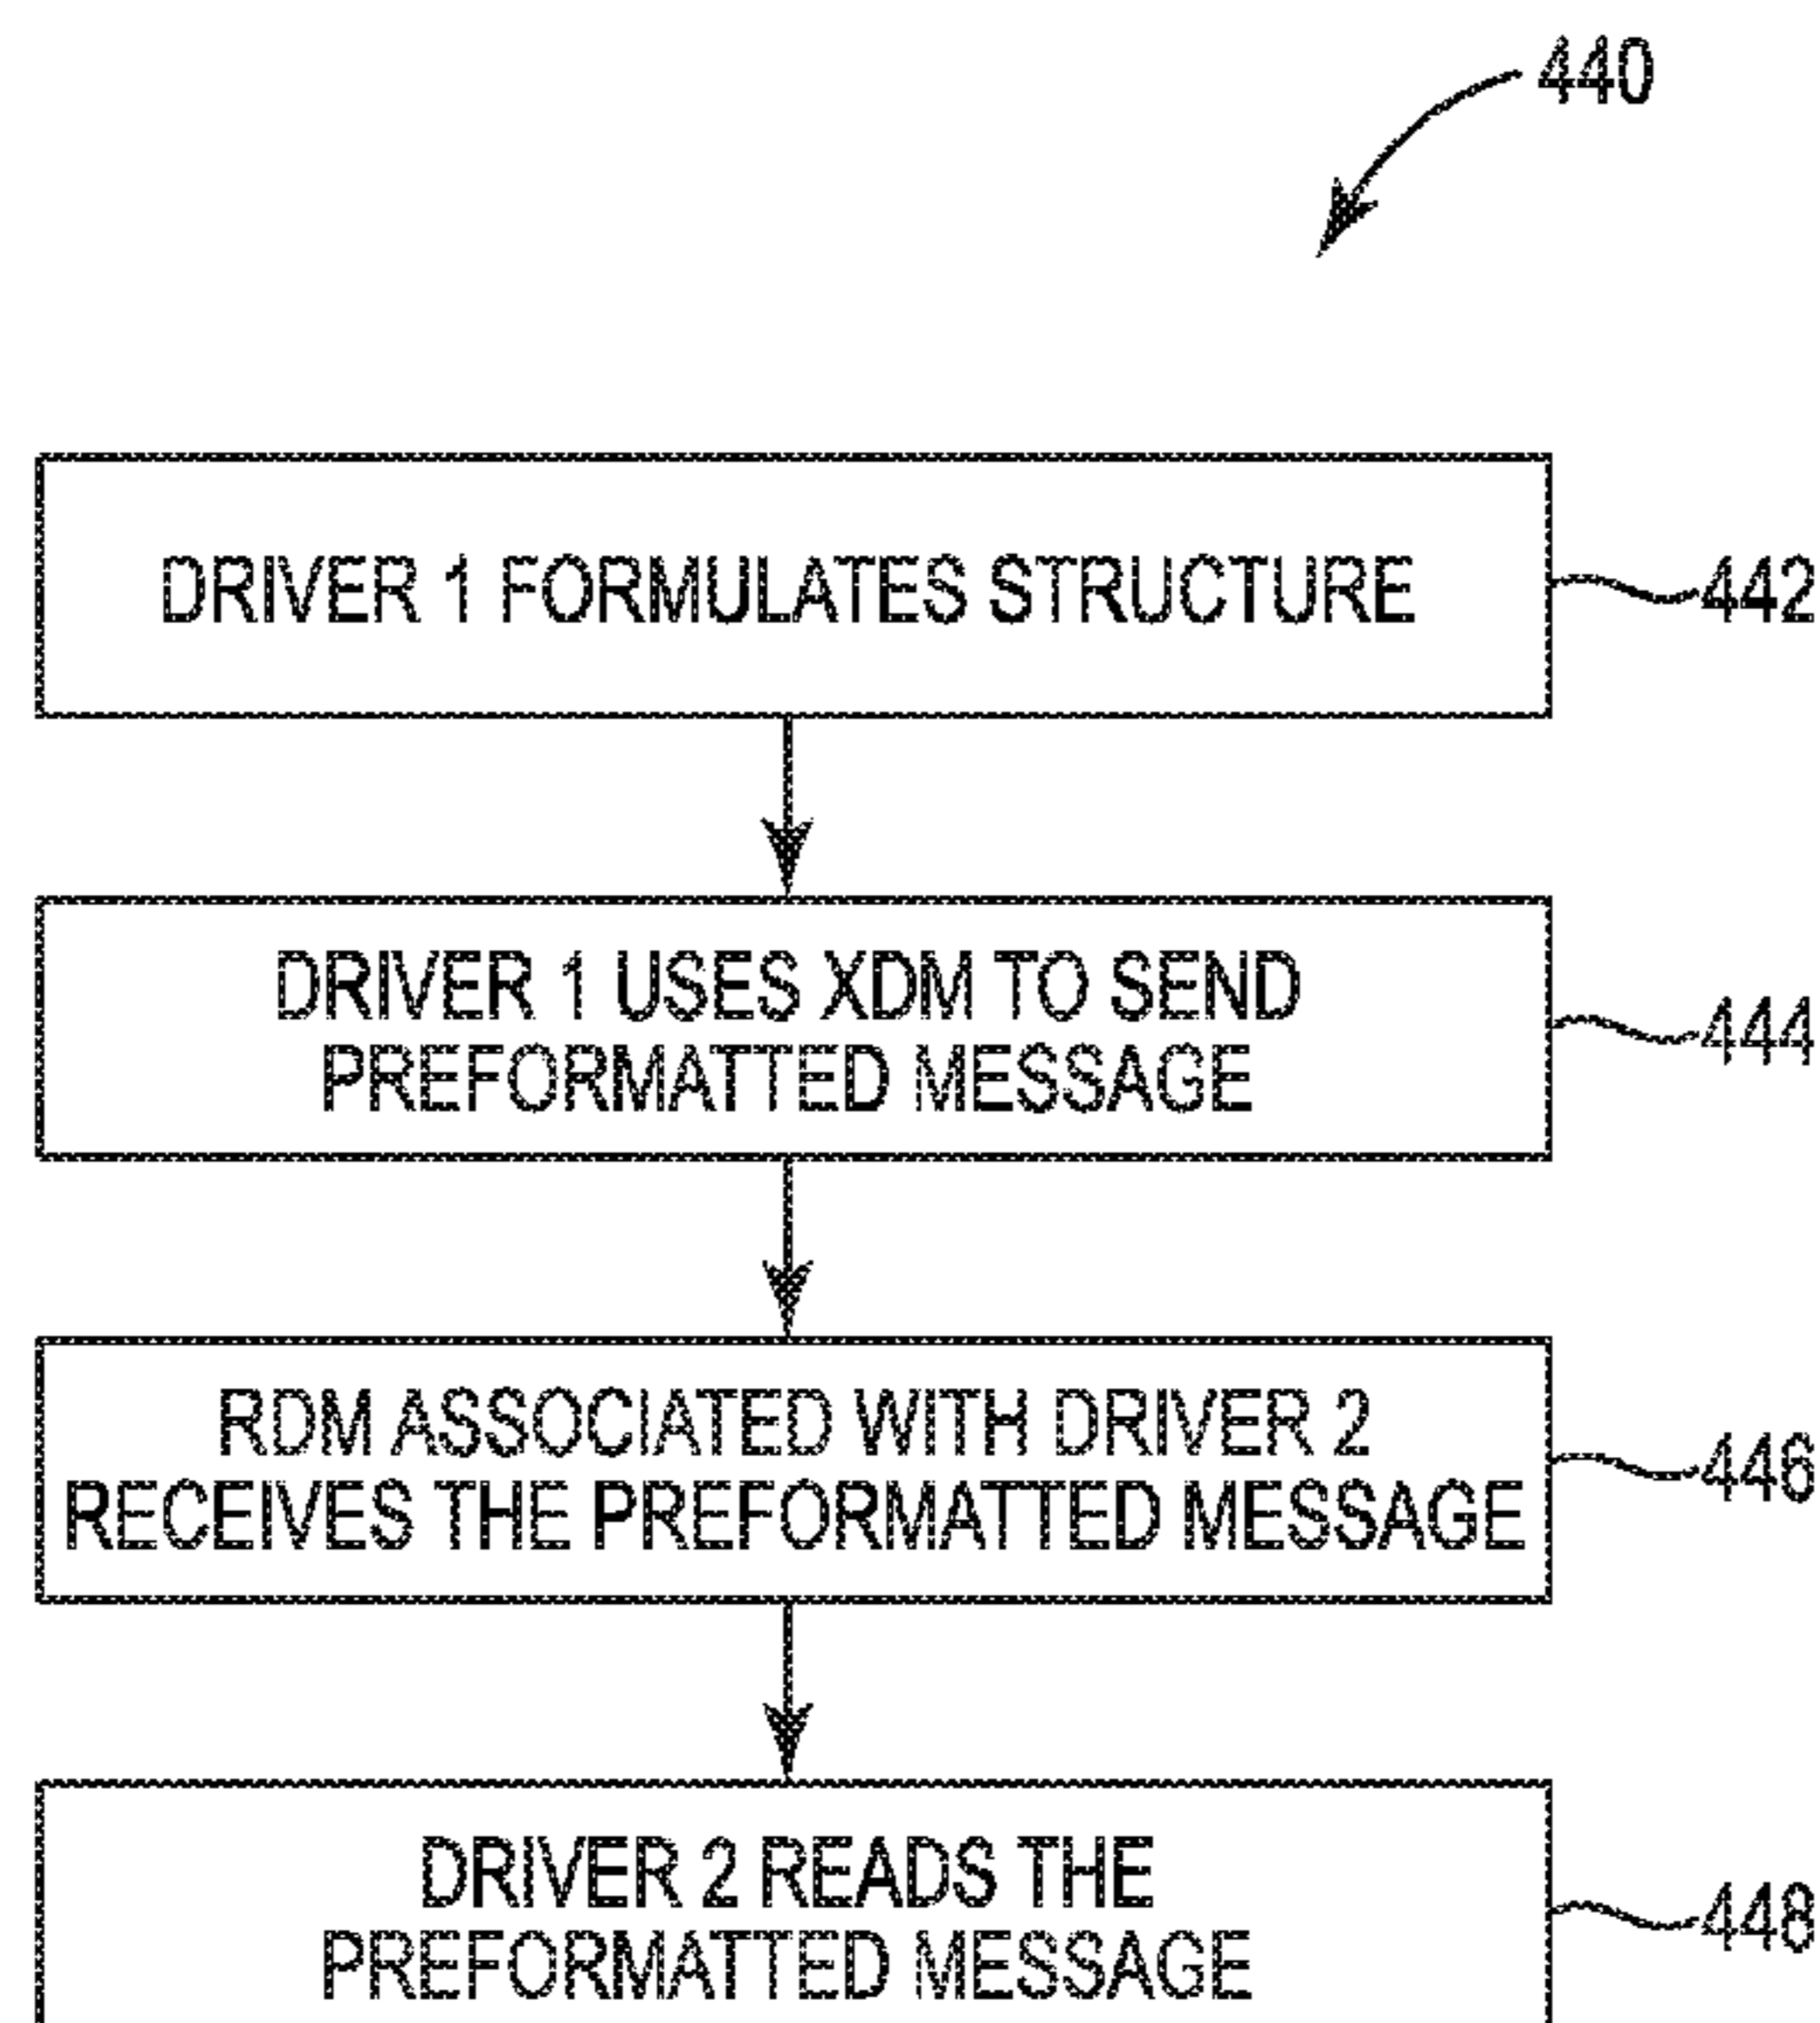 440
DRIVER 1 FORMULATES STRUCTURE
442
DRIVER 1 USES XDM TO SEND
PREFORMATTED MESSAGE
444
RDM ASSOCIATED WITH DRIVER 2
RECEIVES THE PREFORMATTED MESSAGE
446
DRIVER 2 READS THE
PREFORMATTED MESSAGE
448